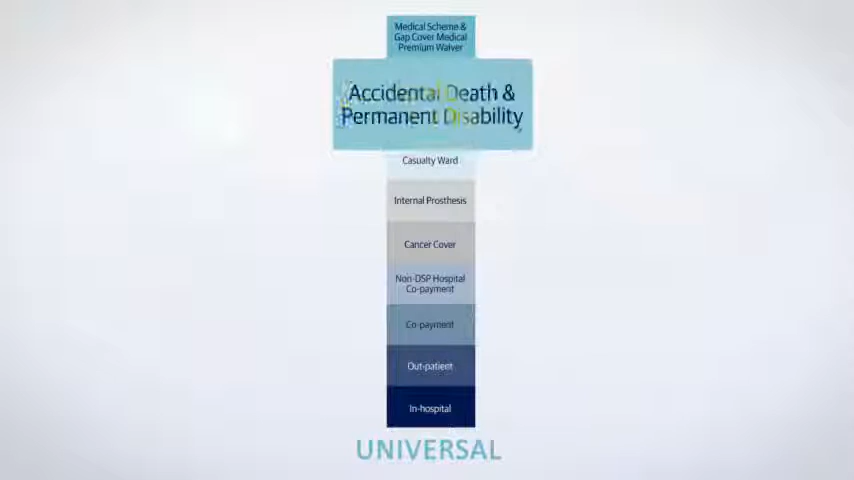 Medical Scheme &
Gap Cover Medical
Premium Waiver
Accidental Death &
Permanent Disability
Casualty Ward
Internal Prosthesis
Cancer Cover
Non-DSP Hospital
Co-payment
Co-payment
Out-patient
In-hospital
UNIVERSAL